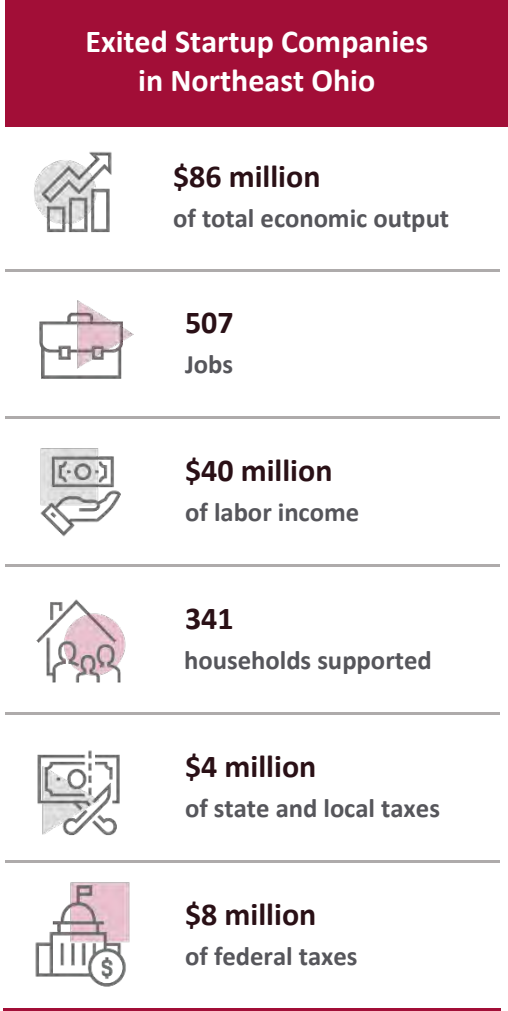 Exited Startup Companies
in Northeast Ohio
$86 million
of total economic output
507
Jobs
$40 million
of labor income
341
households supported
$4 million
of state and local taxes
$8 million
of federal taxes
$